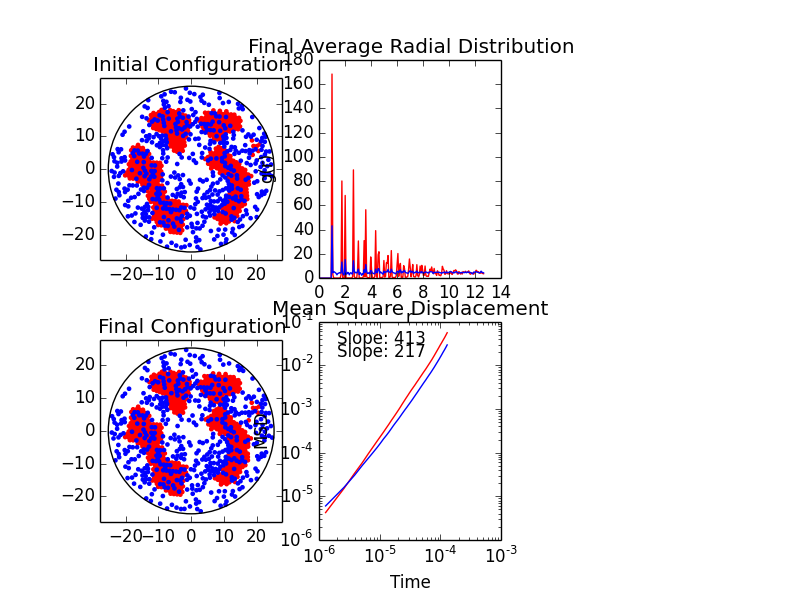 Initial Configuration
20
10
0
−10
−20
−20 −10 0 10 20
Final Average Radial Distribution
180
160
140
120
100
80
60
40
20
0
0 2 4 6 8 10 12 14
r
Final Configuration
20
10
0
−10
−20
−20 −10 0 10 20
Mean Square Displacement
MSD
10⁻¹
10⁻²
10⁻³
10⁻⁴
10⁻⁵
10⁻⁶
Slope: 413
Slope: 217
10⁻⁶ 10⁻⁵ 10⁻⁴ 10⁻³
Time